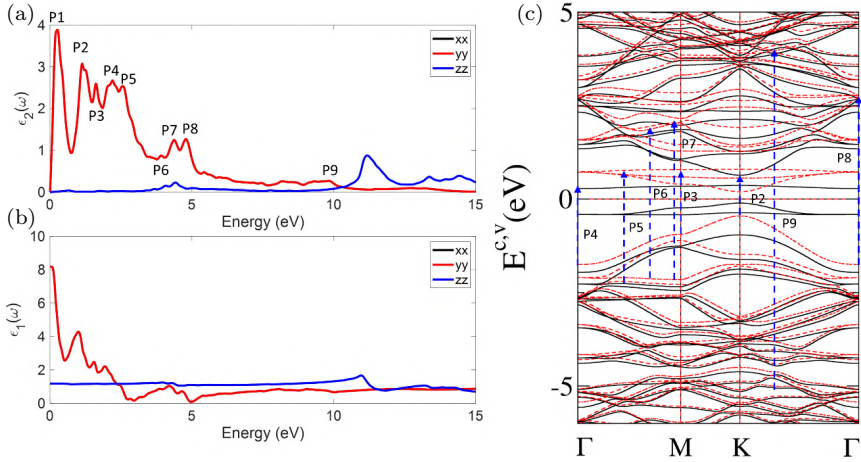 (a)
P1
P2
P3
P4
P5
P6
P7
P8
P9
xx
yy
zz
4
3
2
1
0
ϵ₂(ω)
0
5
10
15
Energy (eV)
(b)
xx
yy
zz
10
8
6
4
2
0
ϵ₁(ω)
0
5
10
15
Energy (eV)
(c)
5
0
-5
E^{c,v}(eV)
P7
P8
P6
P3
P2
P4
P5
P9
Γ
M
K
Γ